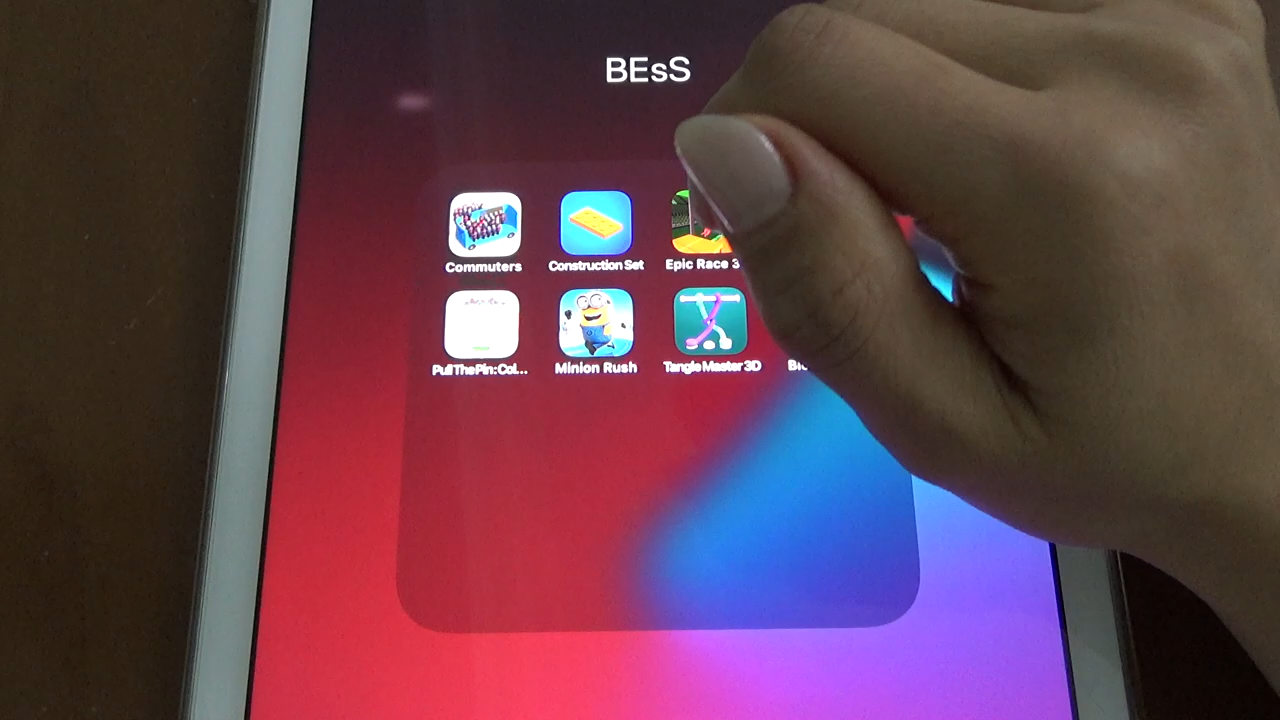 BEsS
Commuters
Construction Set
Epic Race 3
PullThePin: Col...
Minion Rush
Tangle Master 3D